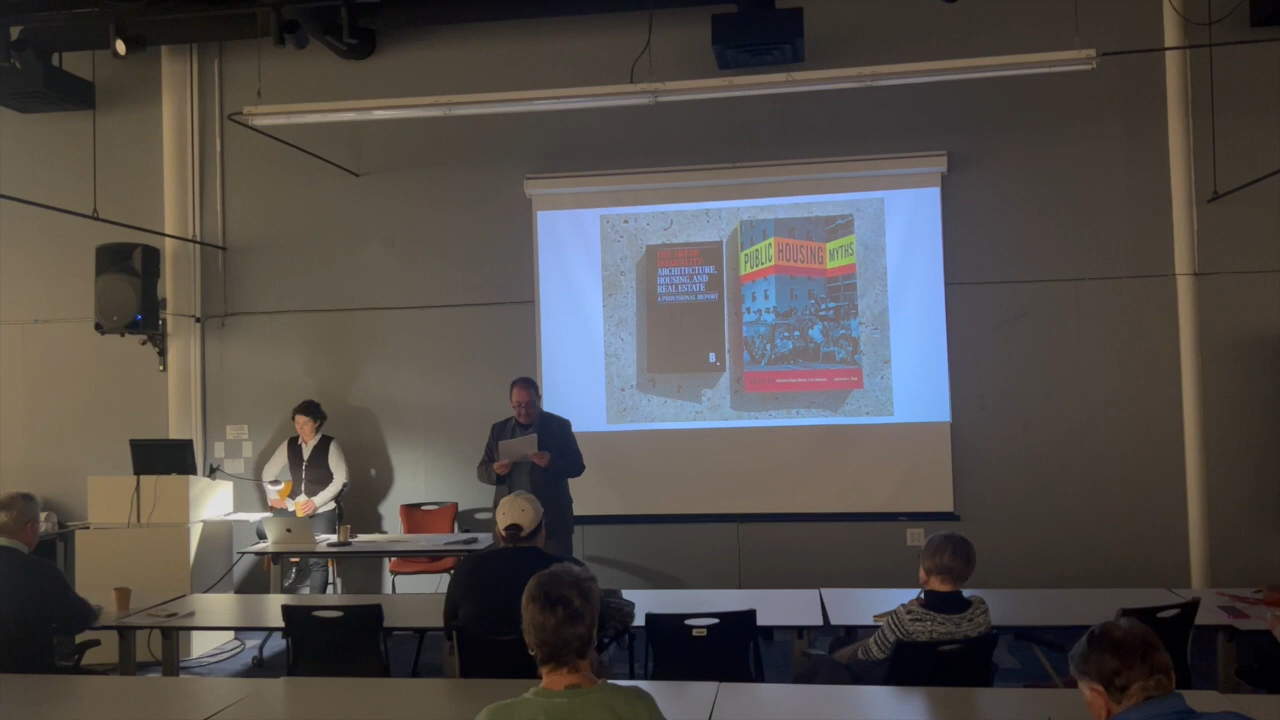 THE ART OF
INEQUALITY:
ARCHITECTURE,
HOUSING, AND
REAL ESTATE
A PROVISIONAL REPORT
B.
PUBLIC HOUSING MYTHS